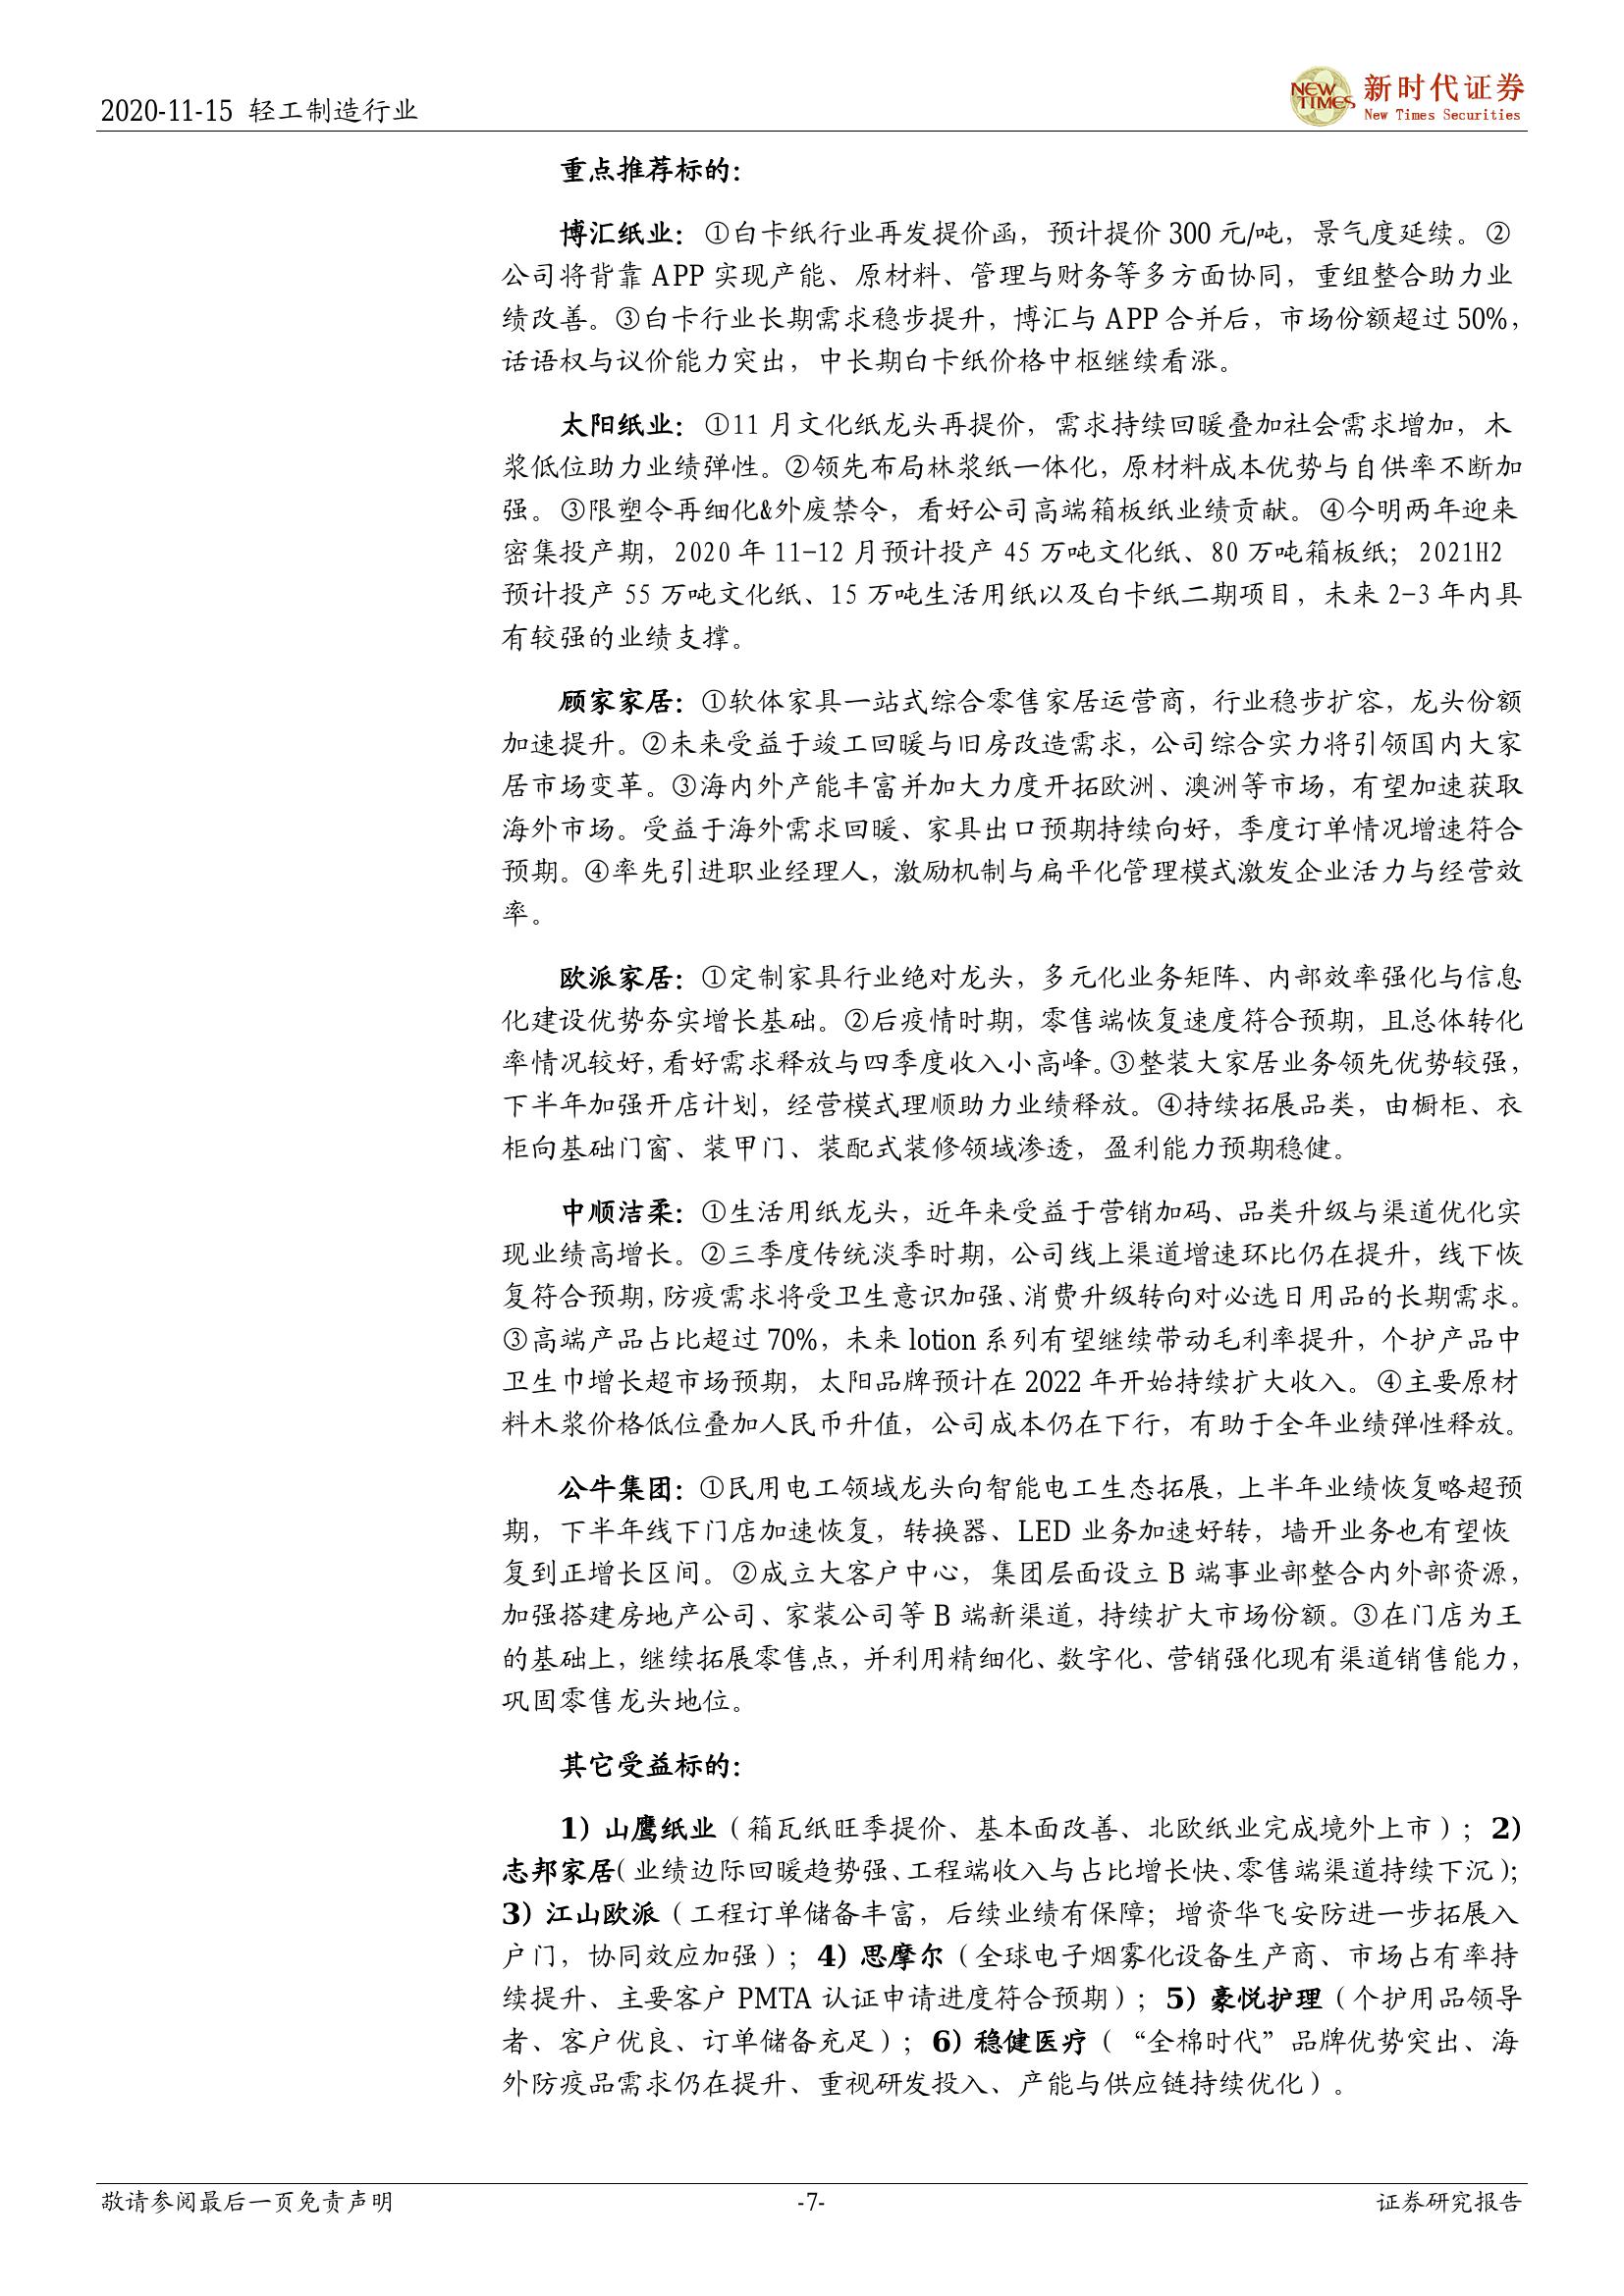 2020-11-15 轻工制造行业
NEW TIMES 新时代证券
New Times Securities
重点推荐标的：
博汇纸业：①白卡纸行业再发提价函，预计提价 300 元/吨，景气度延续。②
公司将背靠 APP 实现产能、原材料、管理与财务等多方面协同，重组整合助力业
绩改善。③白卡行业长期需求稳步提升，博汇与 APP 合并后，市场份额超过 50%，
话语权与议价能力突出，中长期白卡纸价格中枢继续看涨。
太阳纸业：①11 月文化纸龙头再提价，需求持续回暖叠加社会需求增加，木
浆低位助力业绩弹性。②领先布局林浆纸一体化，原材料成本优势与自供率不断加
强。③限塑令再细化&外废禁令，看好公司高端箱板纸业绩贡献。④今明两年迎来
密集投产期，2020 年 11-12 月预计投产 45 万吨文化纸、80 万吨箱板纸；2021H2
预计投产 55 万吨文化纸、15 万吨生活用纸以及白卡纸二期项目，未来 2-3 年内具
有较强的业绩支撑。
顾家家居：①软体家具一站式综合零售家居运营商，行业稳步扩容，龙头份额
加速提升。②未来受益于竣工回暖与旧房改造需求，公司综合实力将引领国内大家
居市场变革。③海内外产能丰富并加大力度开拓欧洲、澳洲等市场，有望加速获取
海外市场。受益于海外需求回暖、家具出口预期持续向好，季度订单情况增速符合
预期。④率先引进职业经理人，激励机制与扁平化管理模式激发企业活力与经营效
率。
欧派家居：①定制家具行业绝对龙头，多元化业务矩阵、内部效率强化与信息
化建设优势夯实增长基础。②后疫情时期，零售端恢复速度符合预期，且总体转化
率情况较好，看好需求释放与四季度收入小高峰。③整装大家居业务领先优势较强，
下半年加强开店计划，经营模式理顺助力业绩释放。④持续拓展品类，由橱柜、衣
柜向基础门窗、装甲门、装配式装修领域渗透，盈利能力预期稳健。
中顺洁柔：①生活用纸龙头，近年来受益于营销加码、品类升级与渠道优化实
现业绩高增长。②三季度传统淡季时期，公司线上渠道增速环比仍在提升，线下恢
复符合预期，防疫需求将受卫生意识加强、消费升级转向对必选日用品的长期需求。
③高端产品占比超过 70%，未来 lotion 系列有望继续带动毛利率提升，个护产品中
卫生巾增长超市场预期，太阳品牌预计在 2022 年开始持续扩大收入。④主要原材
料木浆价格低位叠加人民币升值，公司成本仍在下行，有助于全年业绩弹性释放。
公牛集团：①民用电工领域龙头向智能电工生态拓展，上半年业绩恢复略超预
期，下半年线下门店加速恢复，转换器、LED 业务加速好转，墙开业务也有望恢
复到正增长区间。②成立大客户中心，集团层面设立 B 端事业部整合内外部资源，
加强搭建房地产公司、家装公司等 B 端新渠道，持续扩大市场份额。③在门店为王
的基础上，继续拓展零售点，并利用精细化、数字化、营销强化现有渠道销售能力，
巩固零售龙头地位。
其它受益标的：
1）山鹰纸业（箱瓦纸旺季提价、基本面改善、北欧纸业完成境外上市）；2）
志邦家居（业绩边际回暖趋势强、工程端收入与占比增长快、零售端渠道持续下沉）；
3）江山欧派（工程订单储备丰富，后续业绩有保障；增资华飞安防进一步拓展入
户门，协同效应加强）；4）思摩尔（全球电子烟雾化设备生产商、市场占有率持
续提升、主要客户 PMTA 认证申请进度符合预期）；5）豪悦护理（个护用品领导
者、客户优良、订单储备充足）；6）稳健医疗（“全棉时代”品牌优势突出、海
外防疫品需求仍在提升、重视研发投入、产能与供应链持续优化）。
敬请参阅最后一页免责声明 -7- 证券研究报告